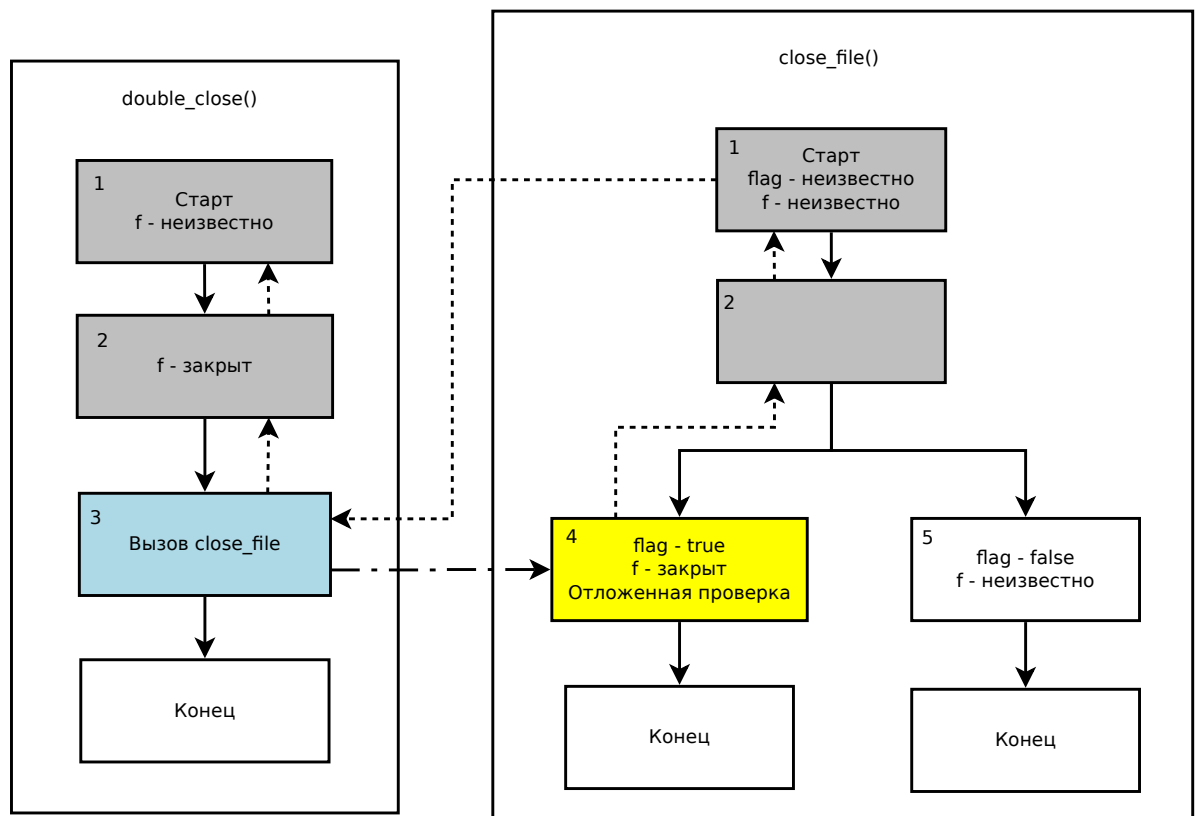 double_close()
1
Старт
f - неизвестно
2
f - закрыт
3
Вызов close_file
Конец
close_file()
1
Старт
flag - неизвестно
f - неизвестно
2
4
flag - true
f - закрыт
Отложенная проверка
Конец
5
flag - false
f - неизвестно
Конец